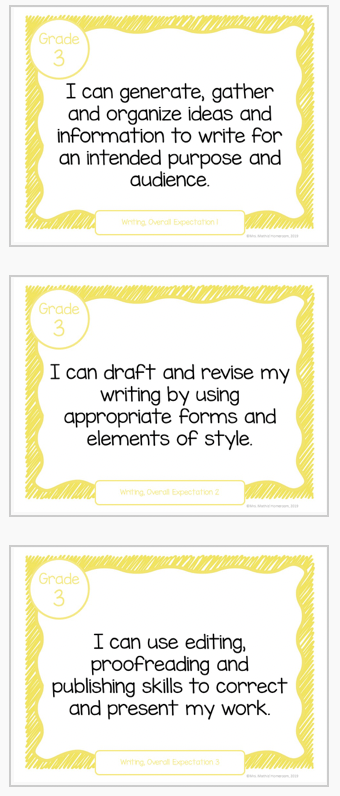 Grade
3
I can generate, gather
and organize ideas and
information to write for
an intended purpose and
audience.
Writing, Overall Expectation 1
Grade
3
I can draft and revise my
writing by using
appropriate forms and
elements of style.
Writing, Overall Expectation 2
Grade
3
I can use editing,
proofreading and
publishing skills to correct
and present my work.
Writing, Overall Expectation 3